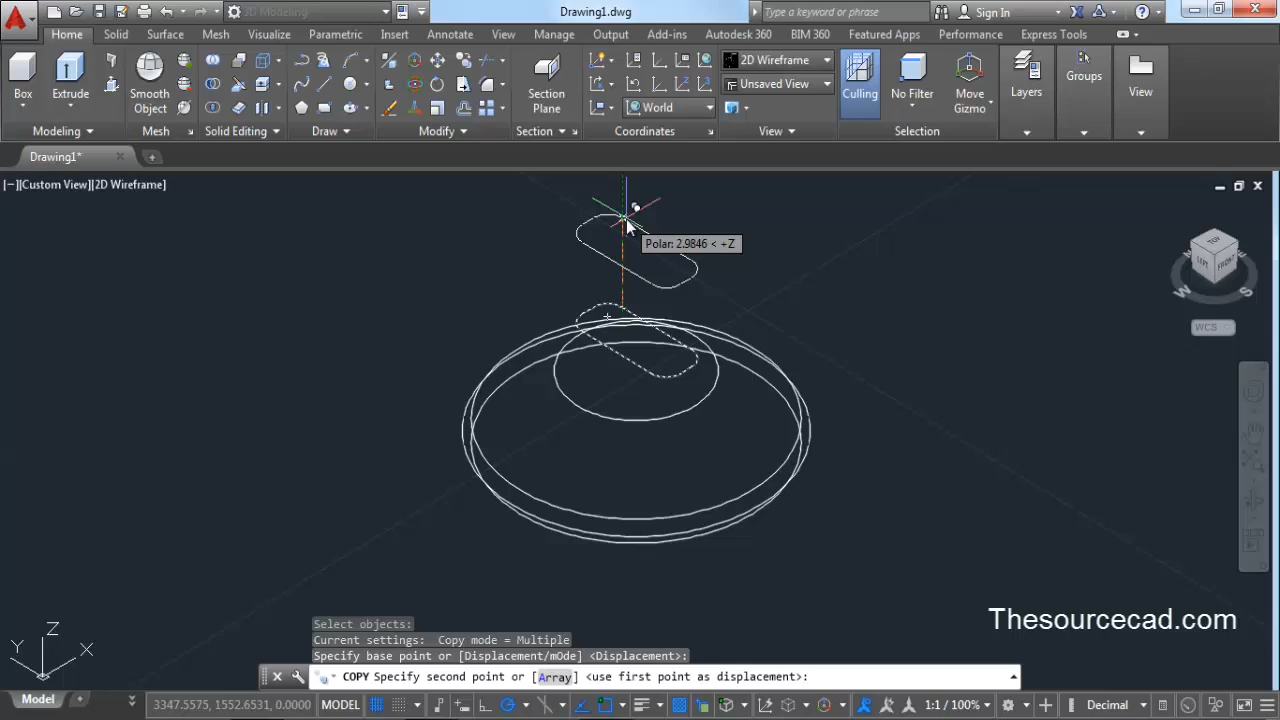 3D Modeling
Drawing1.dwg
Type a keyword or phrase
Sign In
Home
Solid
Surface
Mesh
Visualize
Parametric
Insert
Annotate
View
Manage
Output
Add-ins
Autodesk 360
BIM 360
Featured Apps
Performance
Express Tools
Box
Extrude
Smooth
Object
Section
Plane
World
2D Wireframe
Unsaved View
Culling
No Filter
Move
Gizmo
Layers
Groups
View
Modeling
Mesh
Solid Editing
Draw
Modify
Section
Coordinates
View
Selection
Drawing1*
[−][Custom View][2D Wireframe]
Polar: 2.9846 < +Z
TOP
LEFT
FRONT
W
S
WCS
Thesourcecad.com
Z
Y
X
Select objects:
Current settings:  Copy mode = Multiple
Specify base point or [Displacement/mOde] <Displacement>:
COPY Specify second point or [Array] <use first point as displacement>:
Model
3347.5575, 1552.6531, 0.0000
MODEL
1:1 / 100%
Decimal